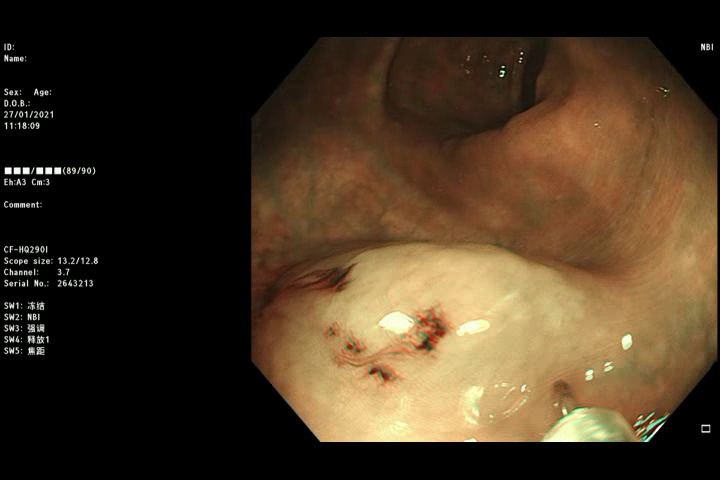 ID:
NBI
Name:
Sex: Age:
D.O.B.:
27/01/2021
11:18:09
■■■/■■■(89/90)
Eh:A3 Cm:3
Comment:
CF-HQ290I
Scope size: 13.2/12.8
Channel: 3.7
Serial No.: 2643213
SW1: 冻结
SW2: NBI
SW3: 强调
SW4: 释放1
SW5: 焦距